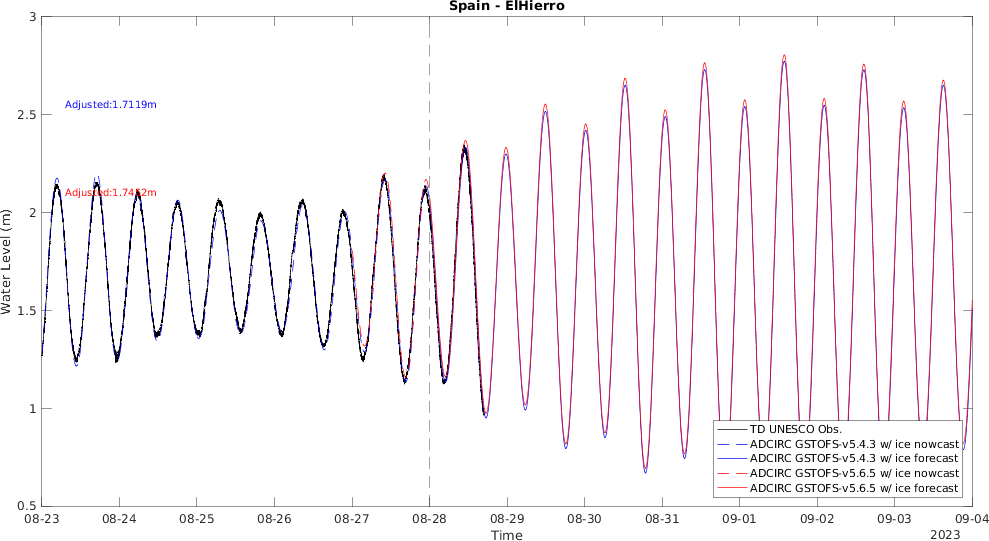 Spain - ElHierro
3
2.5
2
1.5
1
0.5
Water Level (m)
Adjusted:1.7119m
Adjusted:1.7452m
TD UNESCO Obs.
ADCIRC GSTOFS-v5.4.3 w/ ice nowcast
ADCIRC GSTOFS-v5.4.3 w/ ice forecast
ADCIRC GSTOFS-v5.6.5 w/ ice nowcast
ADCIRC GSTOFS-v5.6.5 w/ ice forecast
08-23 08-24 08-25 08-26 08-27 08-28 08-29 08-30 08-31 09-01 09-02 09-03 09-04
Time
2023